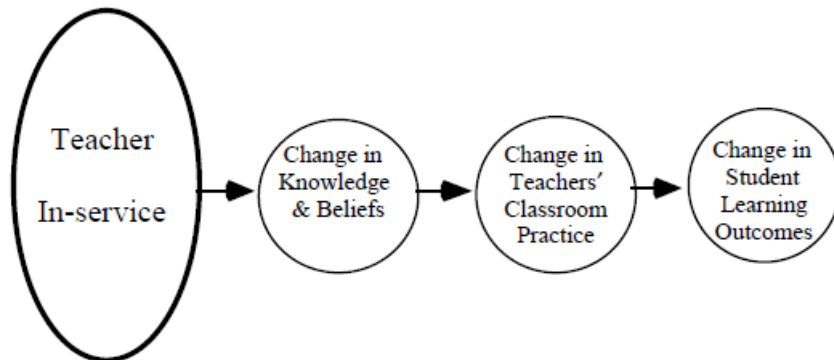 Teacher
In-service
Change in
Knowledge
& Beliefs
Change in
Teachers'
Classroom
Practice
Change in
Student
Learning
Outcomes